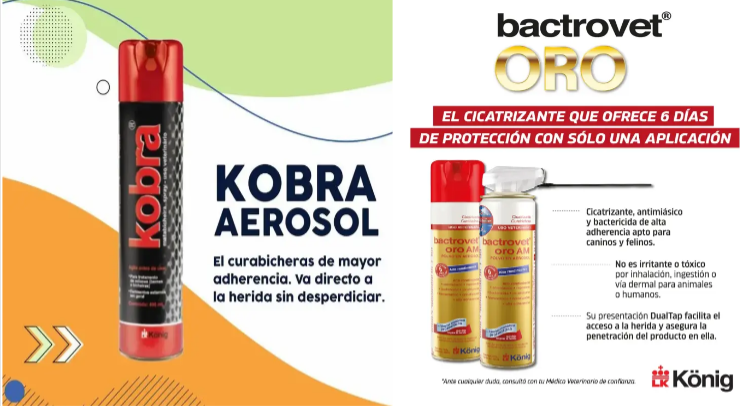 kobra
KOBRA
AEROSOL
El curabicheras de mayor
adherencia. Va directo a
la herida sin desperdiciar.
König
bactrovet®
ORO
EL CICATRIZANTE QUE OFRECE 6 DÍAS
DE PROTECCIÓN CON SÓLO UNA APLICACIÓN
bactrovet
oro AM
König
bactrovet
oro AM
König
Cicatrizante, antimiásico
y bactericida de alta
adherencia apto para
caninos y felinos.
No es irritante o tóxico
por inhalación, ingestión o
vía dermal para animales
o humanos.
Su presentación DualTap facilita el
acceso a la herida y asegura la
penetración del producto en ella.
*Ante cualquier duda, consultá con tu Médico Veterinario de confianza.
König